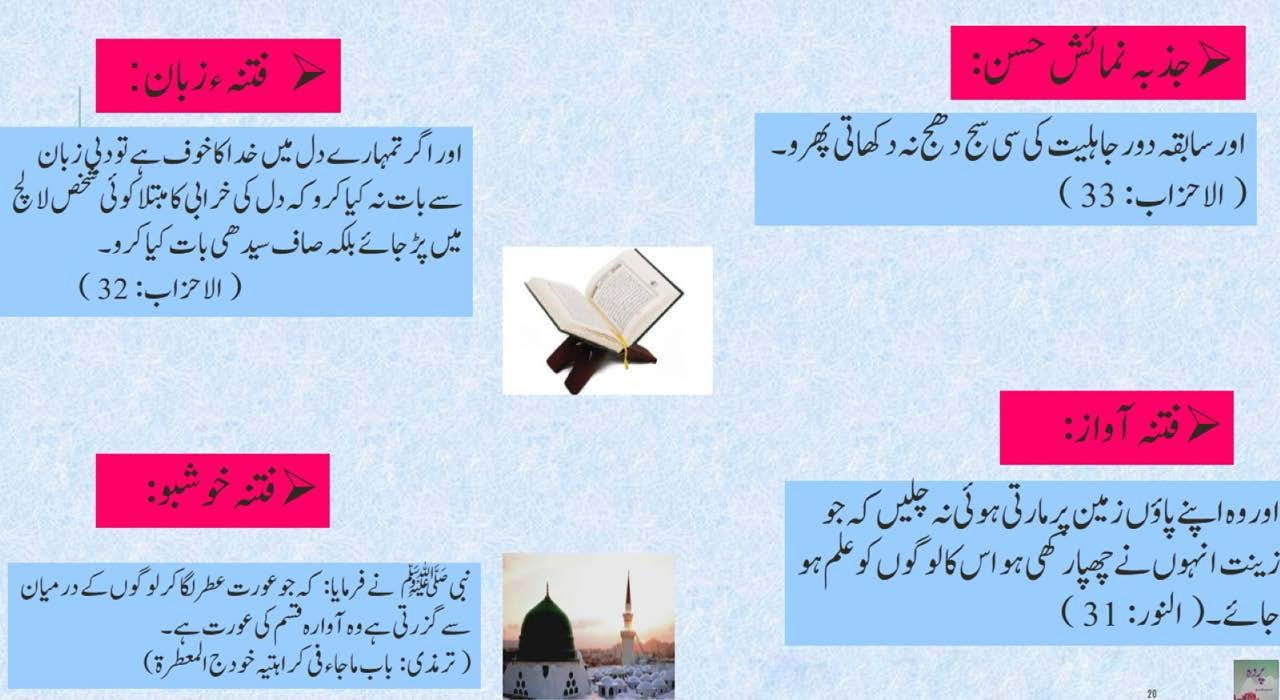 جذبہ نمائش حسن:
اور سابقہ دور جاہلیت کی سی سج دھج نہ دکھاتی پھرو۔
( الاحزاب: 33 )
فتنہء زبان:
اور اگر تمہارے دل میں خدا کا خوف ہے تو دبی زبان
سے بات نہ کیا کرو کہ دل کی خرابی کا مبتلا کوئی شخص لالچ
میں پڑ جائے بلکہ صاف سیدھی بات کیا کرو۔
( الاحزاب: 32 )
فتنہ آواز:
اور وہ اپنے پاؤں زمین پر مارتی ہوئی نہ چلیں کہ جو
زینت انہوں نے چھپا رکھی ہو اس کا لوگوں کو علم ہو
جائے۔( النور: 31 )
فتنہ خوشبو:
نبی ﷺ نے فرمایا: کہ جو عورت عطر لگا کر لوگوں کے درمیان
سے گزرتی ہے وہ آوارہ قسم کی عورت ہے۔
( ترمذی: باب ماجاء فی کراہتیہ خودج المعطرة)
20
پردہ